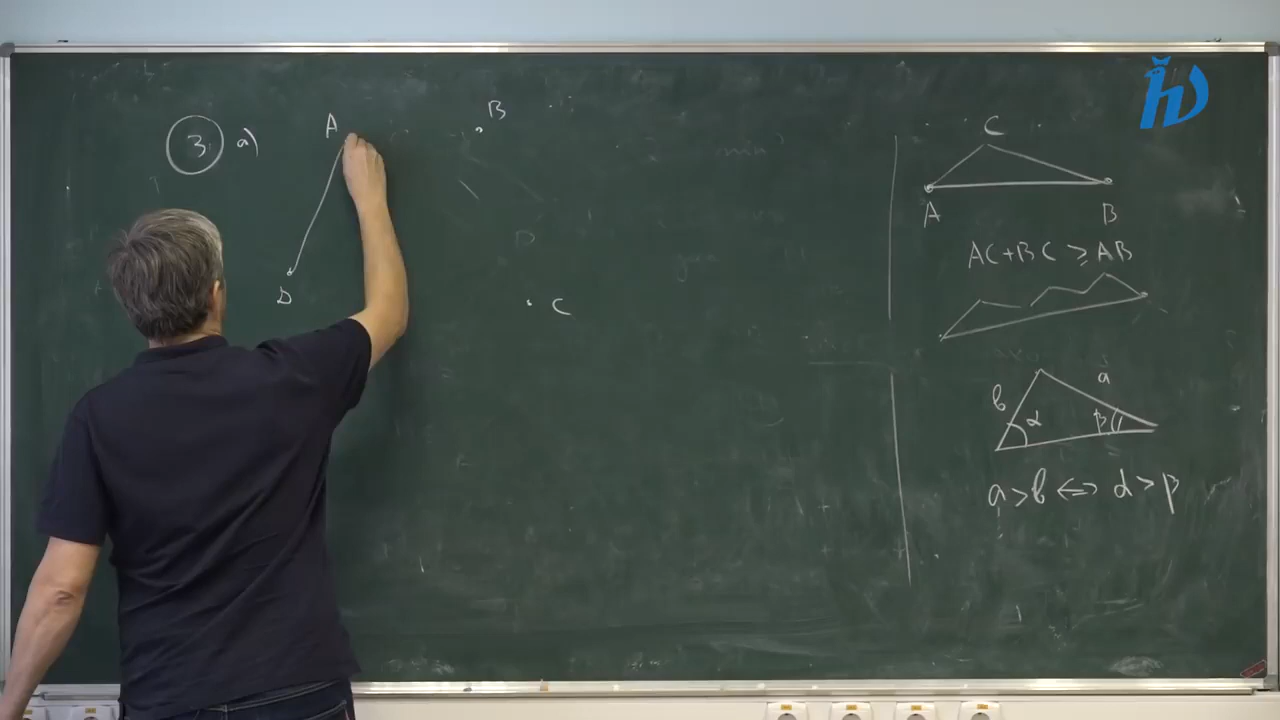 3. a)
A
B
D
C
C
A
B
AC+BC ≥ AB
b
a
α
β
a > b <=> α > β